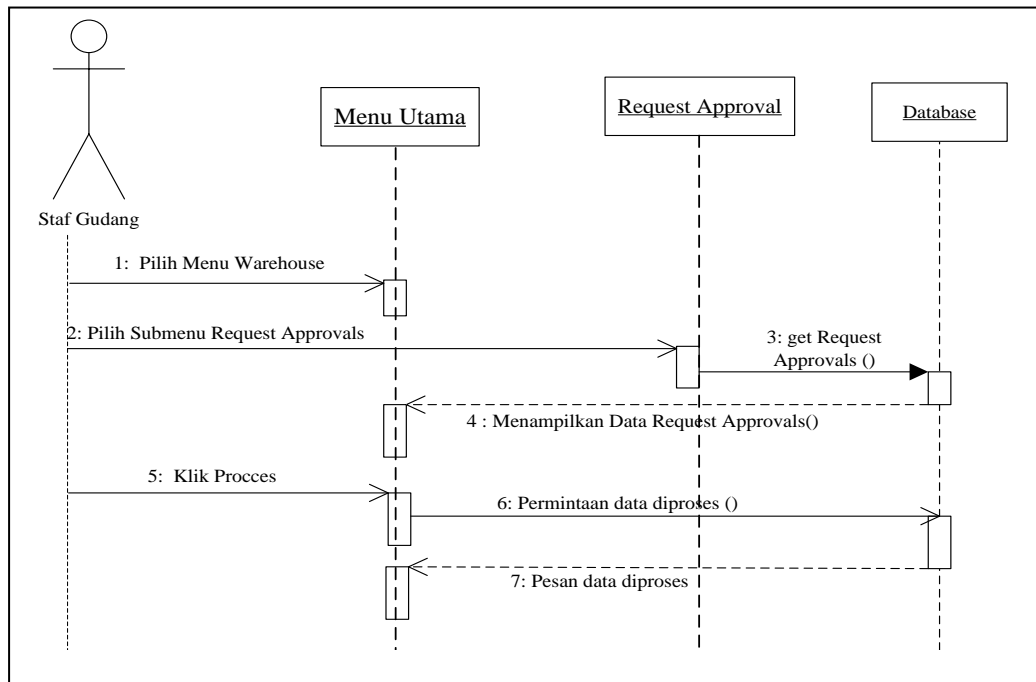 Menu Utama
Request Approval
Database
Staf Gudang
1: Pilih Menu Warehouse
2: Pilih Submenu Request Approvals
3: get Request
Approvals ()
4 : Menampilkan Data Request Approvals()
5: Klik Procces
6: Permintaan data diproses ()
7: Pesan data diproses